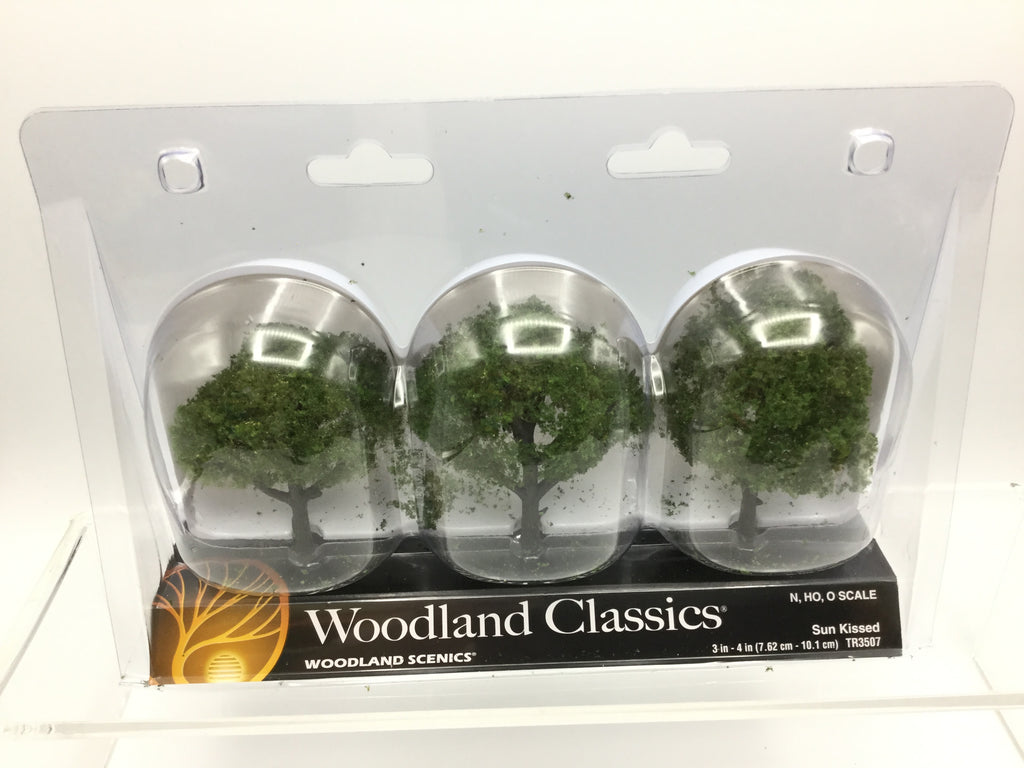 N, HO, O SCALE
Woodland Classics®
Sun Kissed
WOODLAND SCENICS®
3 in - 4 in (7.62 cm - 10.1 cm) TR3507